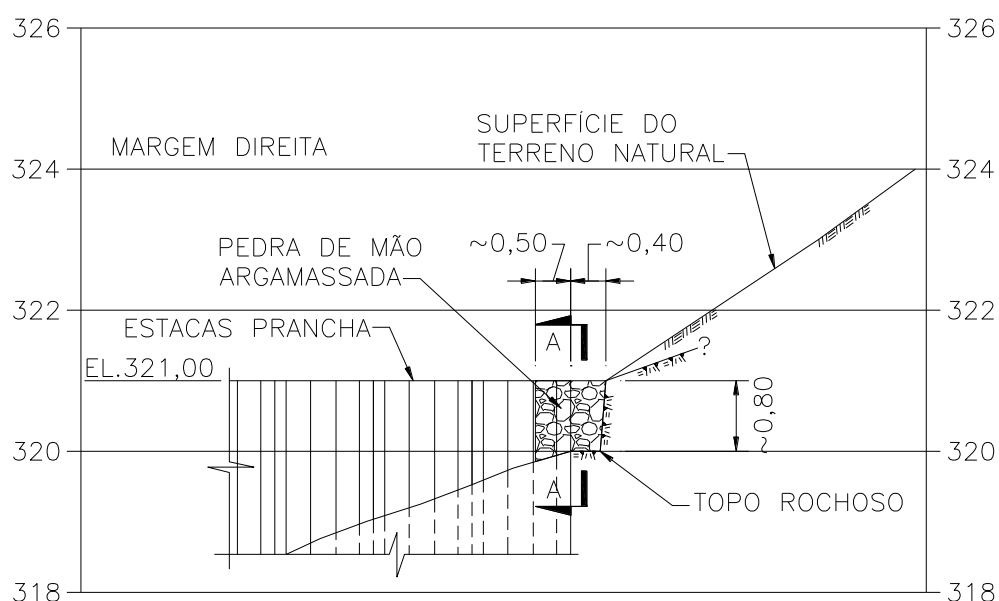 326
326
SUPERFÍCIE DO
TERRENO NATURAL
MARGEM DIREITA
324
324
PEDRA DE MÃO
ARGAMASSADA
~0,50
~0,40
322
322
ESTACAS PRANCHA
A
?
EL.321,00
~0,80
320
320
A
TOPO ROCHOSO
318
318